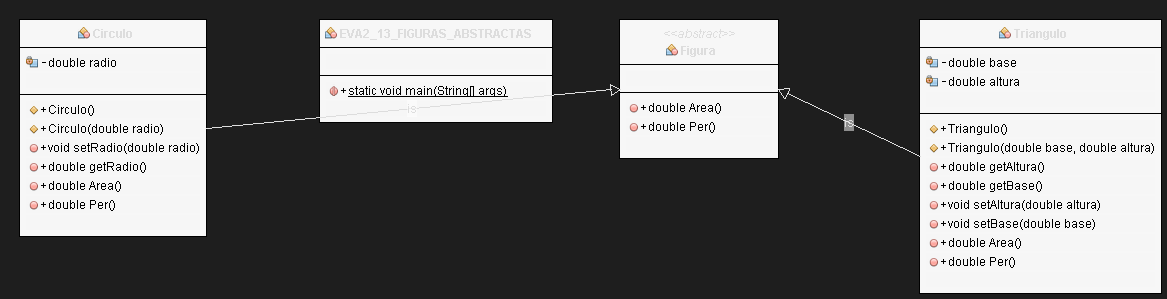 Circulo
- double radio
+ Circulo()
+ Circulo(double radio)
+ void setRadio(double radio)
+ double getRadio()
+ double Area()
+ double Per()
EVA2_13_FIGURAS_ABSTRACTAS
+ static void main(String[] args)
is
<<abstract>>
Figura
+ double Area()
+ double Per()
is
Triangulo
- double base
- double altura
+ Triangulo()
+ Triangulo(double base, double altura)
+ double getAltura()
+ double getBase()
+ void setAltura(double altura)
+ void setBase(double base)
+ double Area()
+ double Per()